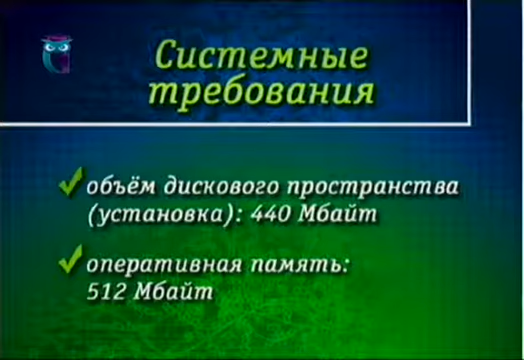 Системные
требования
объём дискового пространства
(установка): 440 Мбайт
оперативная память:
512 Мбайт